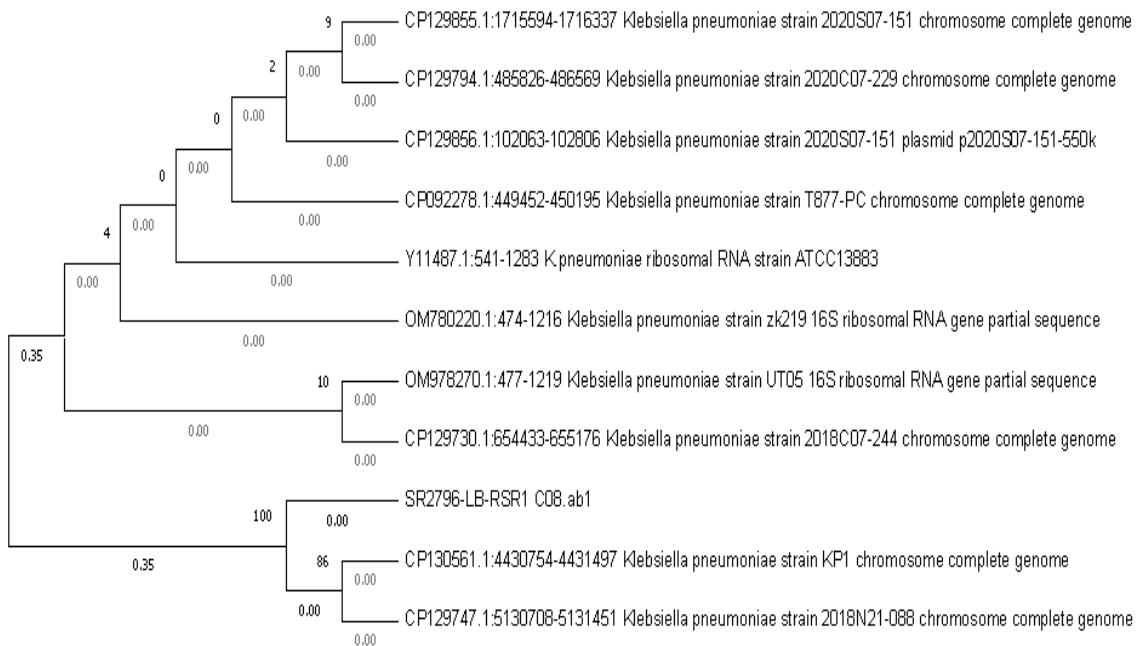 9
CP129855.1:1715594-1716337 Klebsiella pneumoniae strain 2020S07-151 chromosome complete genome
0.00
2
0.00
CP129794.1:485826-486569 Klebsiella pneumoniae strain 2020C07-229 chromosome complete genome
0.00
0
0.00
CP129856.1:102063-102806 Klebsiella pneumoniae strain 2020S07-151 plasmid p2020S07-151-550k
0.00
0
0.00
CP092278.1:449452-450195 Klebsiella pneumoniae strain T877-PC chromosome complete genome
0.00
4
0.00
Y11487.1:541-1283 K.pneumoniae ribosomal RNA strain ATCC13883
0.00
0.00
OM780220.1:474-1216 Klebsiella pneumoniae strain zk219 16S ribosomal RNA gene partial sequence
0.00
0.35
10
OM978270.1:477-1219 Klebsiella pneumoniae strain UT05 16S ribosomal RNA gene partial sequence
0.00
0.00
CP129730.1:654433-655176 Klebsiella pneumoniae strain 2018C07-244 chromosome complete genome
0.00
SR2796-LB-RSR1 C08.ab1
100
0.00
0.35
86
CP130561.1:4430754-4431497 Klebsiella pneumoniae strain KP1 chromosome complete genome
0.00
0.00
CP129747.1:5130708-5131451 Klebsiella pneumoniae strain 2018N21-088 chromosome complete genome
0.00